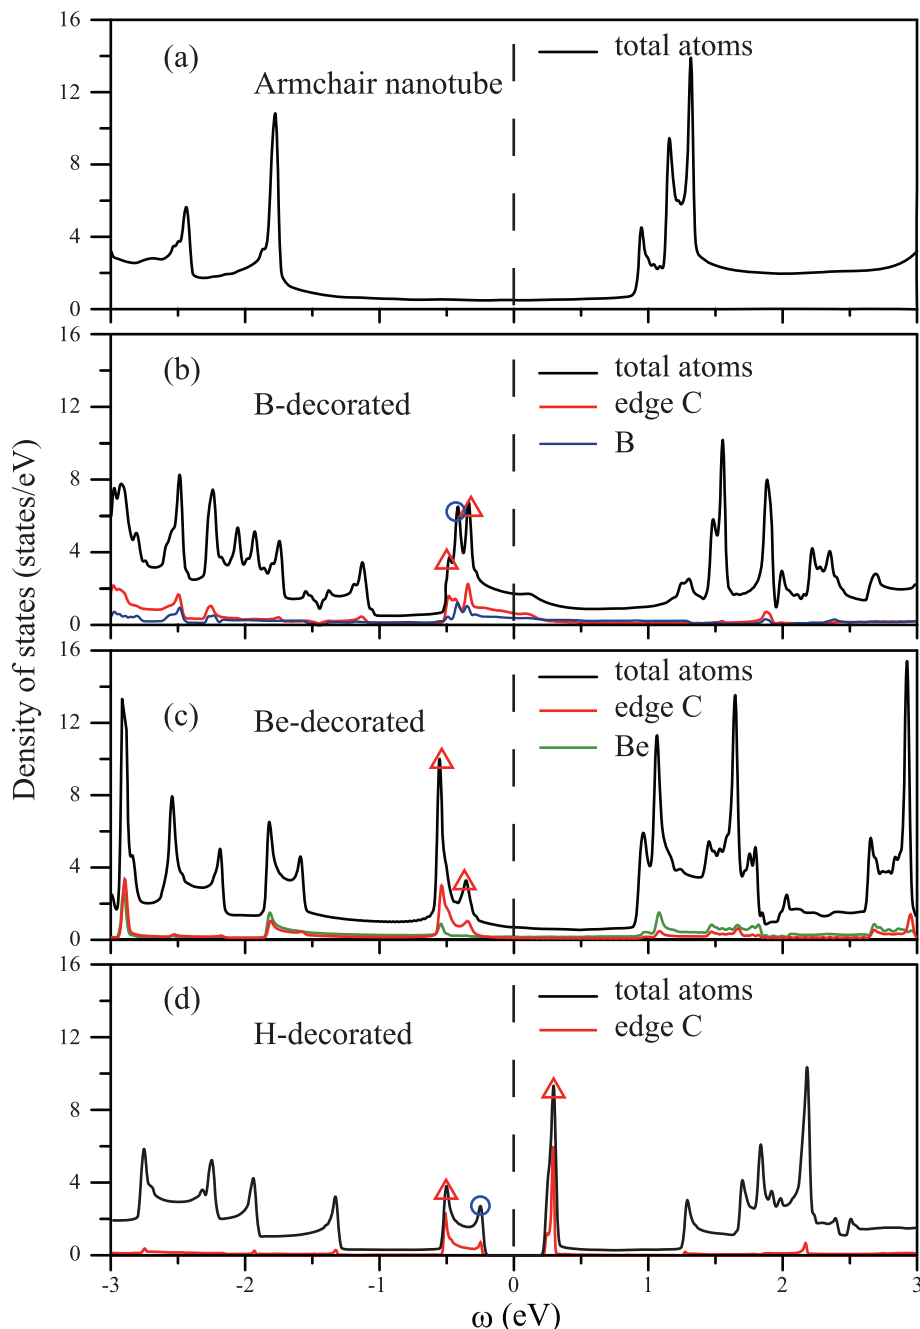 16
(a)
total atoms
Armchair nanotube
12
8
4
0
16
(b)
total atoms
B-decorated
edge C
12
B
8
4
0
16
(c)
total atoms
Be-decorated
edge C
12
Be
8
4
0
16
(d)
total atoms
H-decorated
edge C
12
8
4
0
-3 -2 -1 0 1 2 3
ω (eV)
Density of states (states/eV)